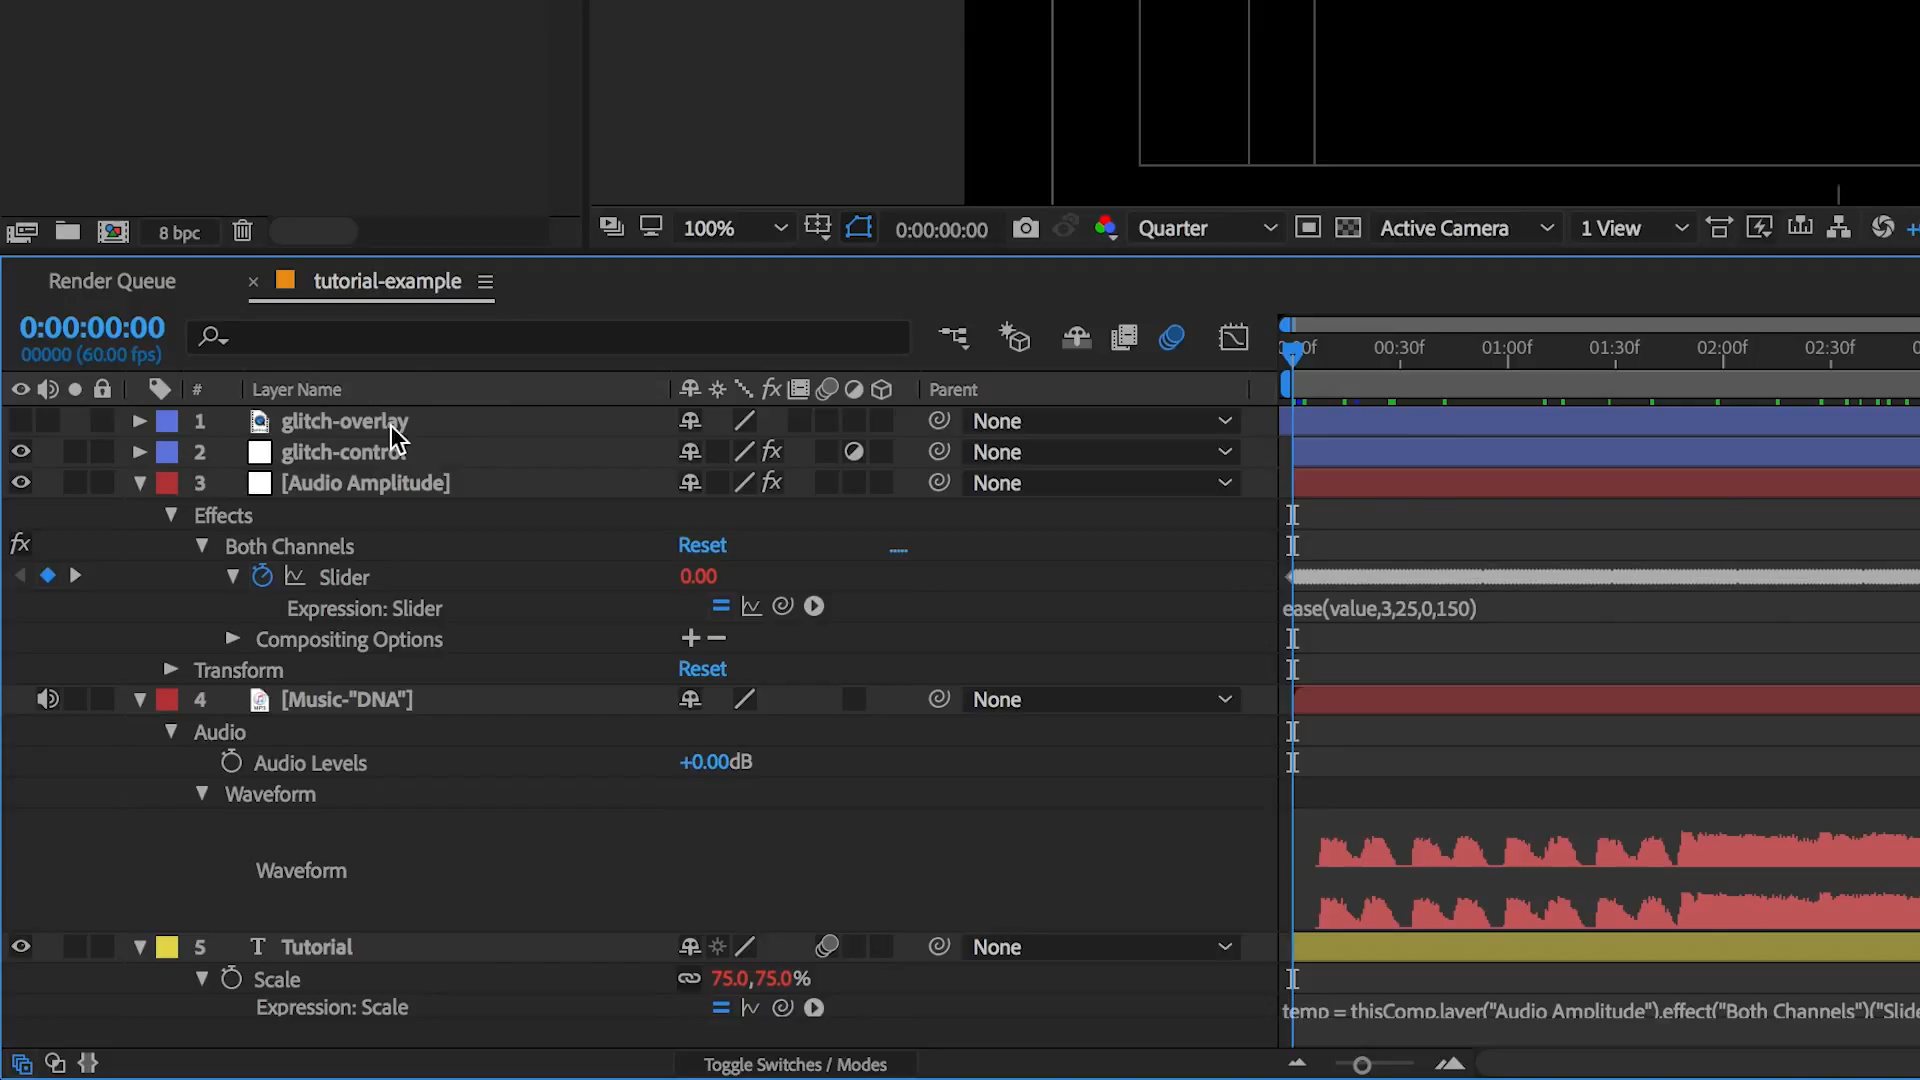 8 bpc
100%
0:00:00:00
Quarter
Active Camera
1 View
Render Queue
× tutorial-example
0:00:00:00
00000 (60.00 fps)
00:30f
01:00f
01:30f
02:00f
02:30f
# Layer Name
fx
Parent
1 glitch-overlay None
2 glitch-control fx None
3 [Audio Amplitude] fx None
Effects
fx Both Channels Reset .....
Slider 0.00
Expression: Slider ease(value,3,25,0,150)
Compositing Options
Transform Reset
4 [Music-"DNA"] None
Audio
Audio Levels +0.00dB
Waveform
Waveform
5 T Tutorial None
Scale 75.0,75.0%
Expression: Scale temp = thisComp.layer("Audio Amplitude").effect("Both Channels")("Slide
Toggle Switches / Modes